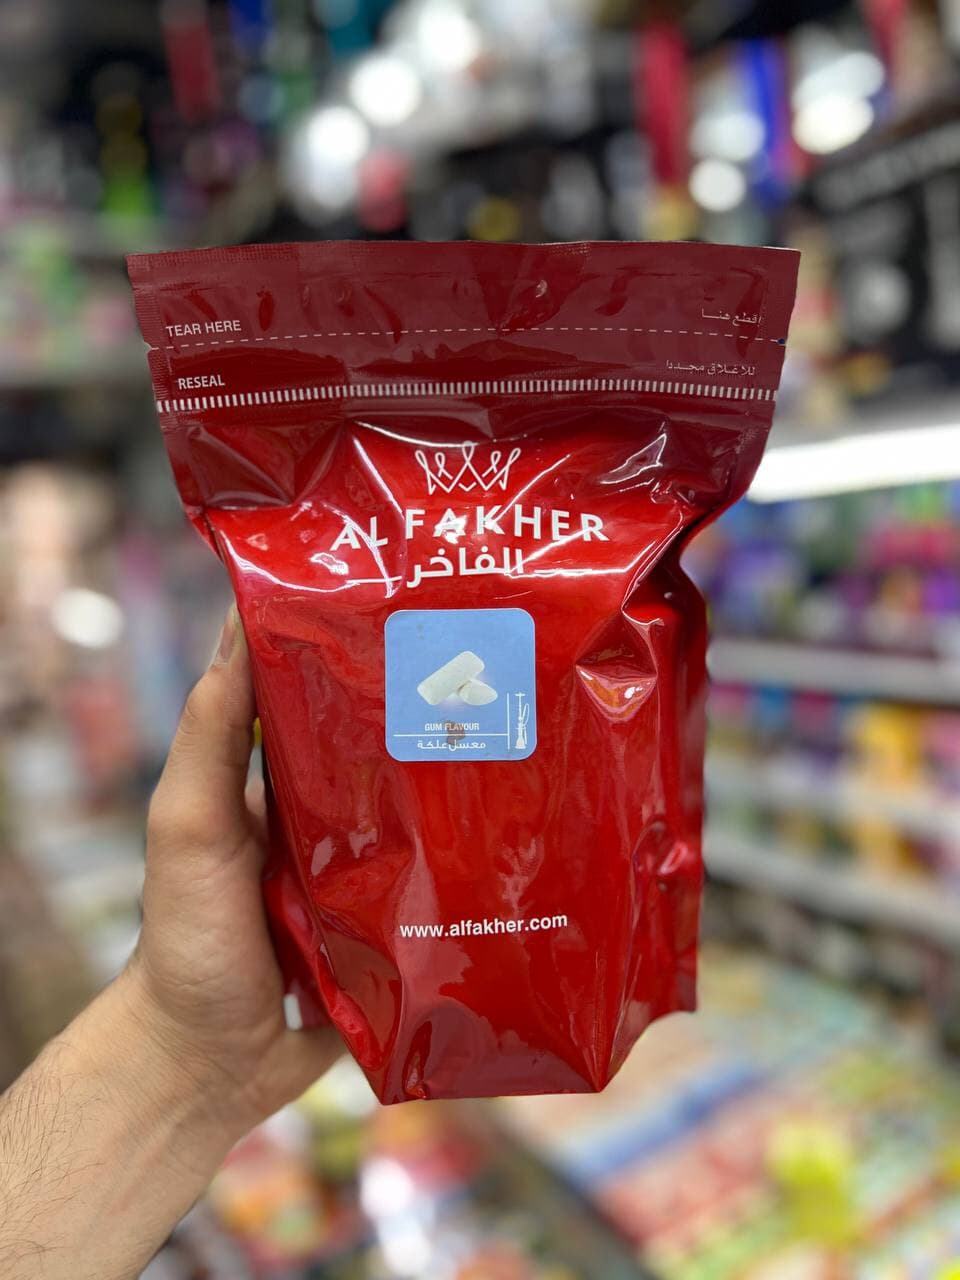 TEAR HERE
اقطع هنا
RESEAL
للاغلاق مجددا
AL FAKHER
الفاخر
GUM FLAVOUR
معسل علكة
www.alfakher.com